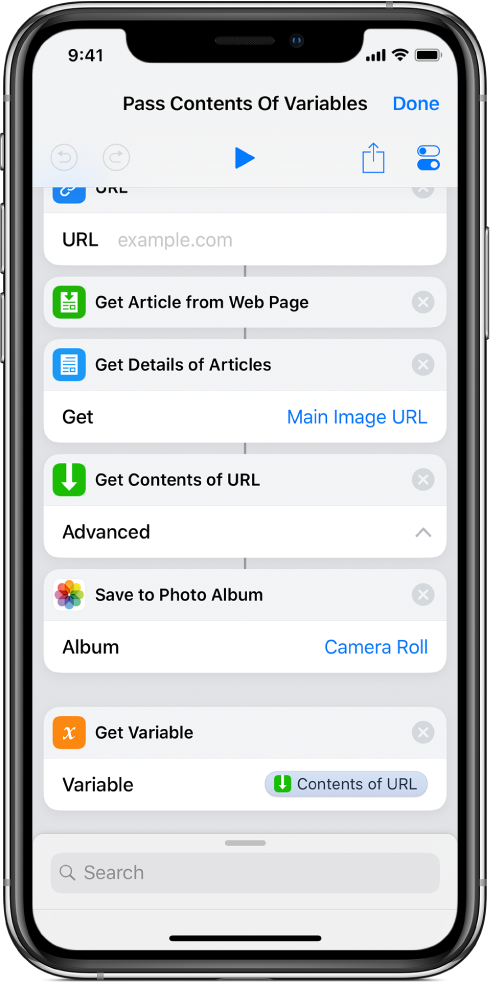 9:41
Pass Contents Of Variables Done
URL
URL example.com
Get Article from Web Page
Get Details of Articles
Get Main Image URL
Get Contents of URL
Advanced
Save to Photo Album
Album Camera Roll
x Get Variable
Variable Contents of URL
Search